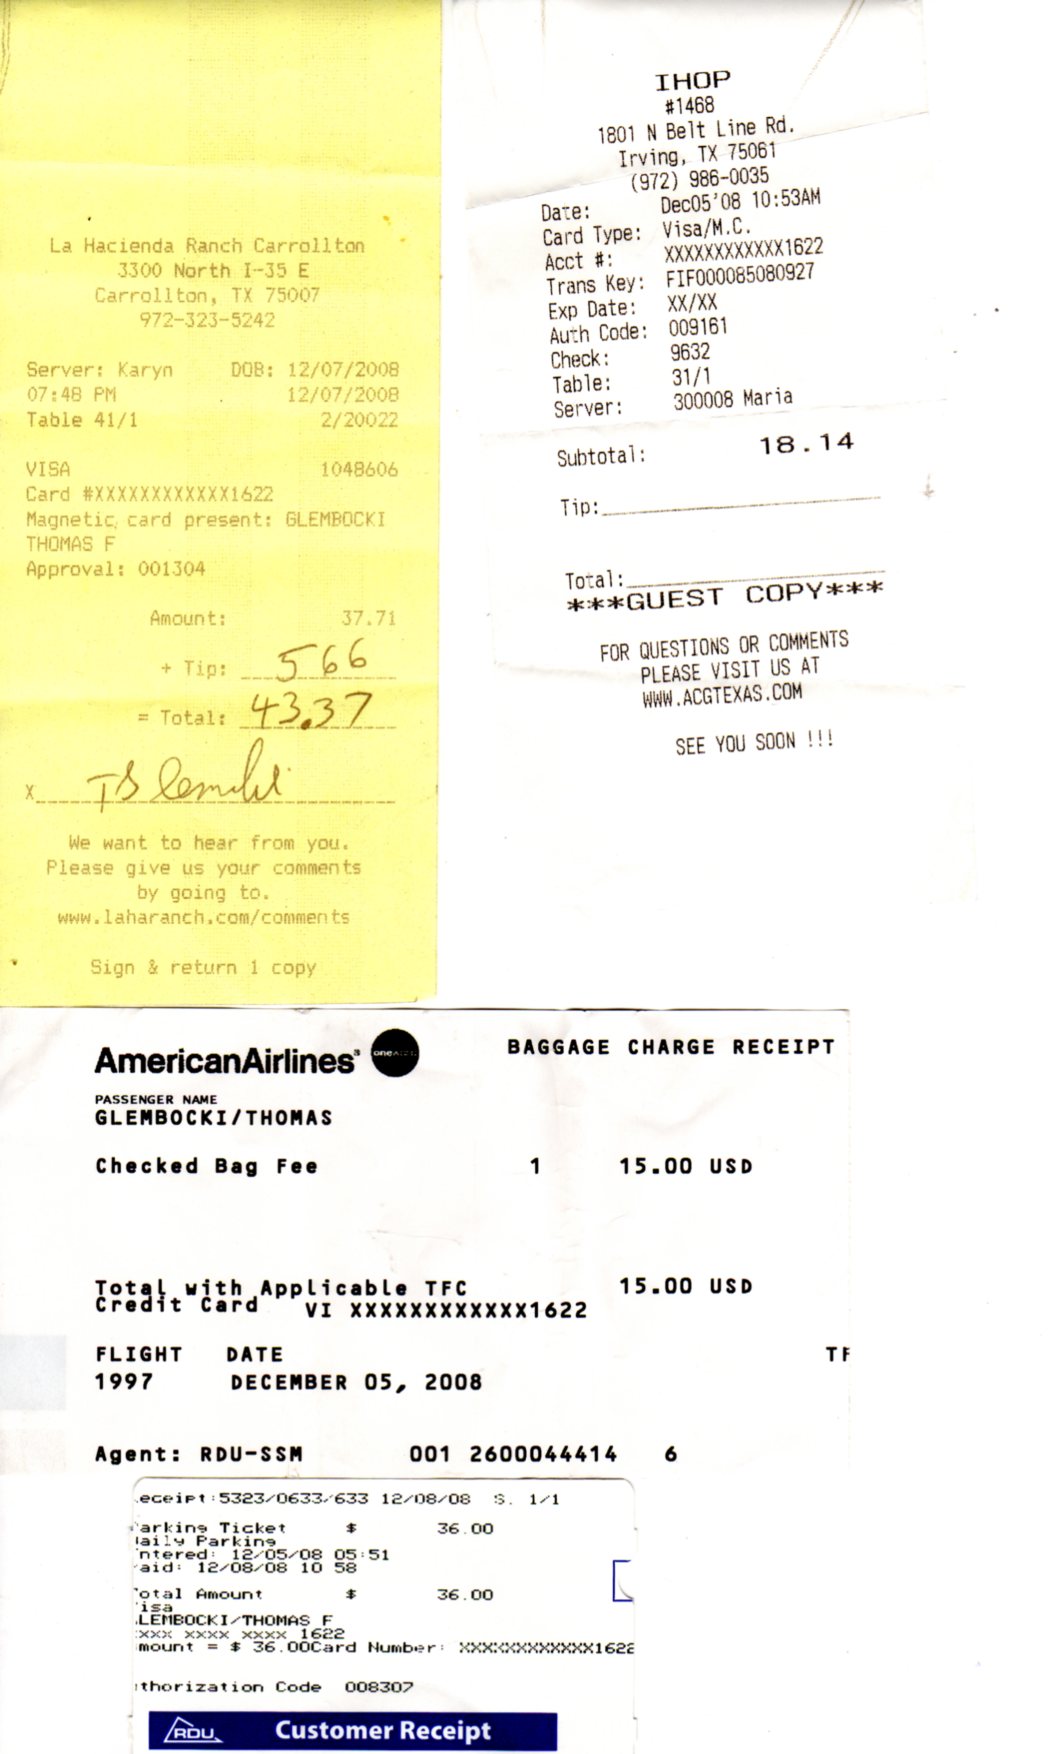 La Hacienda Ranch Carrollton
3300 North I-35 E
Carrollton, TX 75007
972-323-5242
Server: Karyn DOB: 12/07/2008
07:48 PM 12/07/2008
Table 41/1 2/20022
VISA 1048606
Card #XXXXXXXXXXXX1622
Magnetic card present: GLEMBOCKI
THOMAS F
Approval: 001304
Amount: 37.71
+ Tip: 566
= Total: 43.37
X
We want to hear from you.
Please give us your comments
by going to.
www.laharanch.com/comments
Sign & return 1 copy
IHOP
#1468
1801 N Belt Line Rd.
Irving, TX 75061
(972) 986-0035
Date: Dec05'08 10:53AM
Card Type: Visa/M.C.
Acct #: XXXXXXXXXXXX1622
Trans Key: FIF000085080927
Exp Date: XX/XX
Auth Code: 009161
Check: 9632
Table: 31/1
Server: 300008 Maria
Subtotal: 18.14
Tip:
Total:
***GUEST COPY***
FOR QUESTIONS OR COMMENTS
PLEASE VISIT US AT
WWW.ACGTEXAS.COM
SEE YOU SOON !!!
AmericanAirlines BAGGAGE CHARGE RECEIPT
PASSENGER NAME
GLEMBOCKI/THOMAS
Checked Bag Fee 1 15.00 USD
Total with Applicable TFC 15.00 USD
Credit Card VI XXXXXXXXXXXX1622
FLIGHT DATE
1997 DECEMBER 05, 2008
Agent: RDU-SSM 001 2600044414 6
eceipt:5323/0633/633 12/08/08 S. 1/1
arking Ticket $ 36.00
aily Parking
ntered: 12/05/08 05:51
aid: 12/08/08 10 58
otal Amount $ 36.00
isa
LEMBOCKI/THOMAS F
XXX XXXX XXXX 1622
mount = $ 36.00Card Number: XXXXXXXXXXXX1622
thorization Code 008307
RDU Customer Receipt